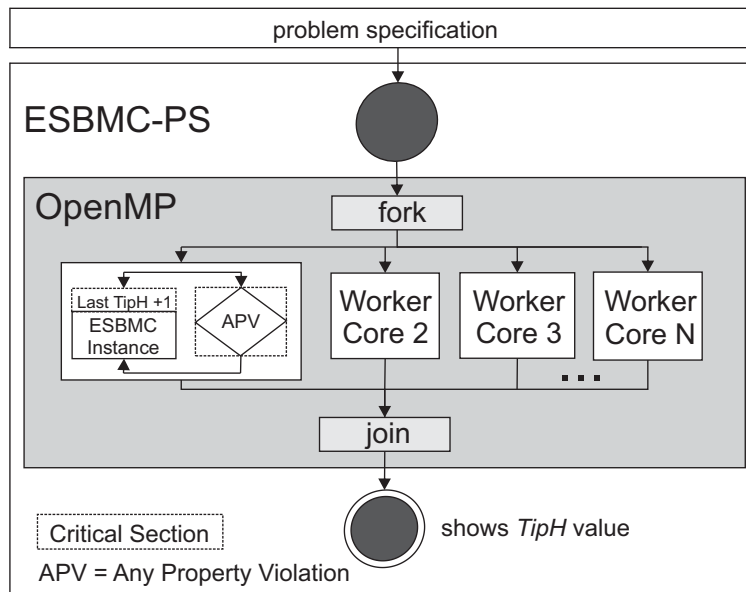 problem specification
ESBMC-PS
OpenMP
fork
Last TipH +1
ESBMC
Instance
APV
Worker
Core 2
Worker
Core 3
Worker
Core N
...
join
shows TipH value
Critical Section
APV = Any Property Violation